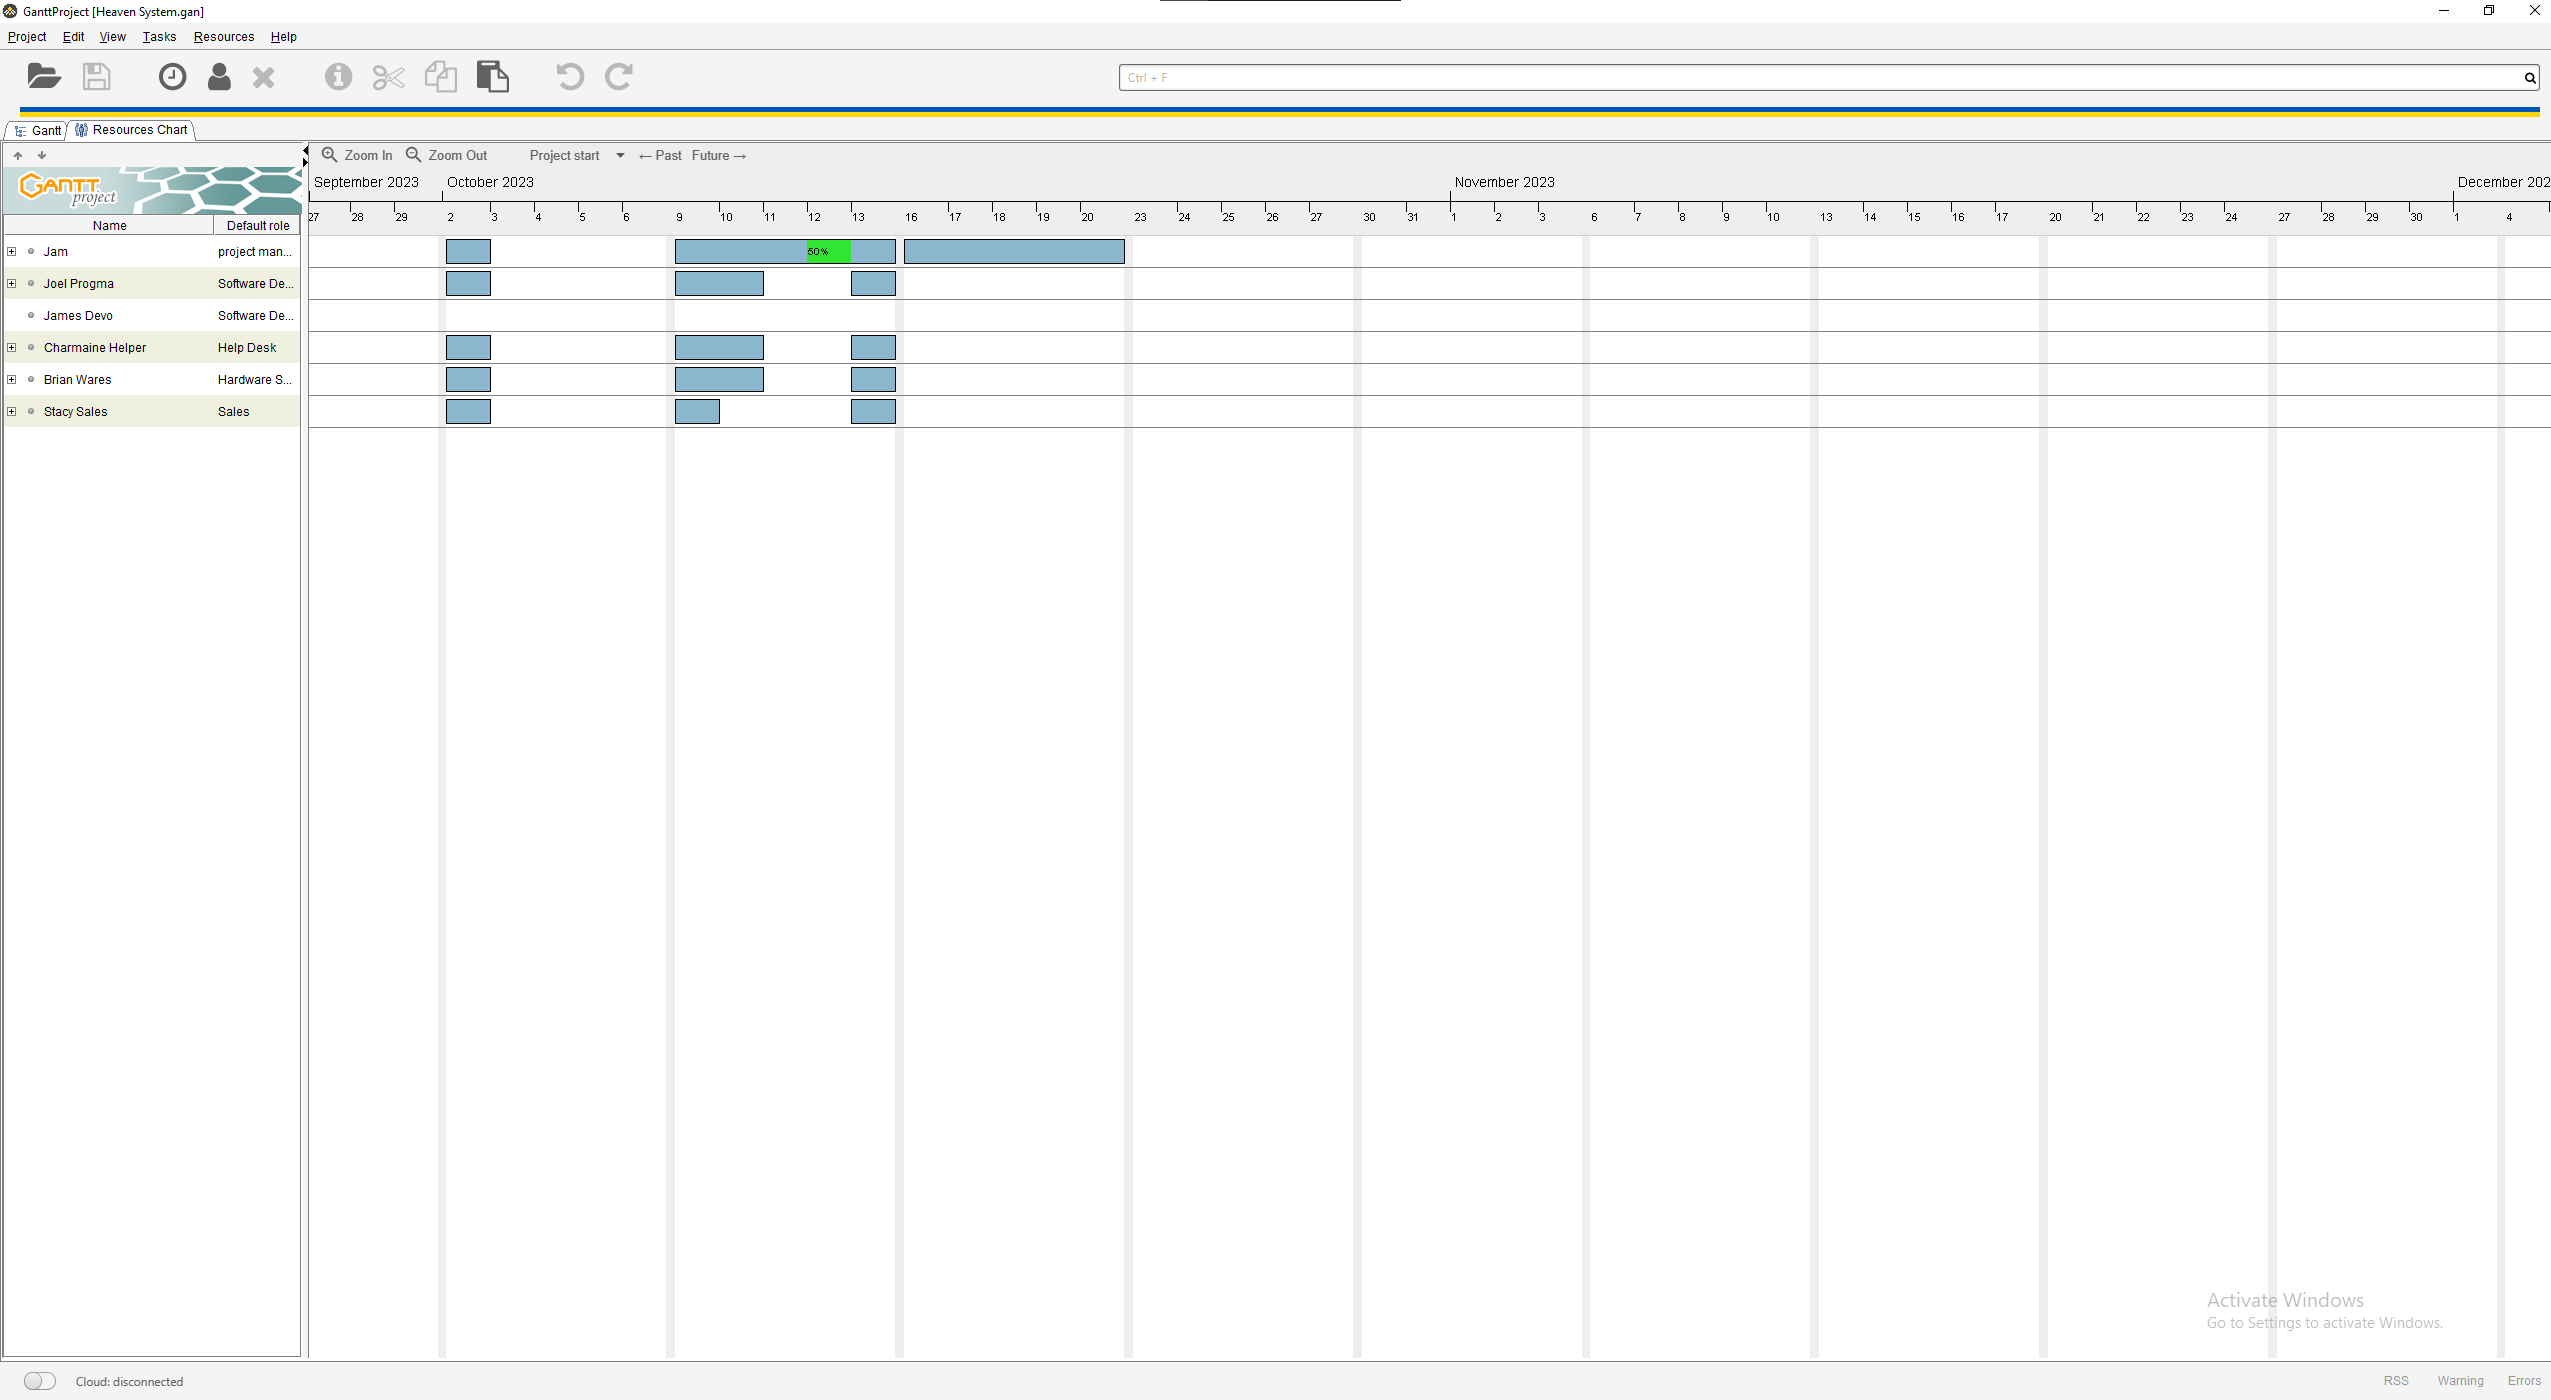 GanttProject [Heaven System.gan]
Project Edit View Tasks Resources Help
Ctrl + F
Gantt Resources Chart
Zoom In Zoom Out Project start ← Past Future →
GANTT project
September 2023 October 2023 November 2023 December 202
27 28 29 2 3 4 5 6 9 10 11 12 13 16 17 18 19 20 23 24 25 26 27 30 31 1 2 3 6 7 8 9 10 13 14 15 16 17 20 21 22 23 24 27 28 29 30 1 4
Name Default role
Jam project man... 50%
Joel Progma Software De...
James Devo Software De...
Charmaine Helper Help Desk
Brian Wares Hardware S...
Stacy Sales Sales
Activate Windows
Go to Settings to activate Windows.
Cloud: disconnected RSS Warning Errors